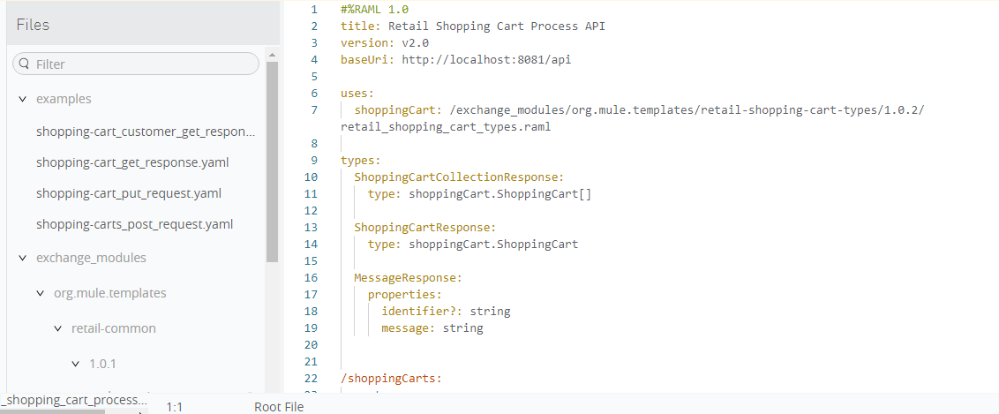 Files
Filter
examples
shopping-cart_customer_get_respon...
shopping-cart_get_response.yaml
shopping-cart_put_request.yaml
shopping-carts_post_request.yaml
exchange_modules
org.mule.templates
retail-common
1.0.1
_shopping_cart_process...
1 #%RAML 1.0
2 title: Retail Shopping Cart Process API
3 version: v2.0
4 baseUri: http://localhost:8081/api
5
6 uses:
7 shoppingCart: /exchange_modules/org.mule.templates/retail-shopping-cart-types/1.0.2/
retail_shopping_cart_types.raml
8
9 types:
10 ShoppingCartCollectionResponse:
11 type: shoppingCart.ShoppingCart[]
12
13 ShoppingCartResponse:
14 type: shoppingCart.ShoppingCart
15
16 MessageResponse:
17 properties:
18 identifier?: string
19 message: string
20
21
22 /shoppingCarts:
1:1 Root File